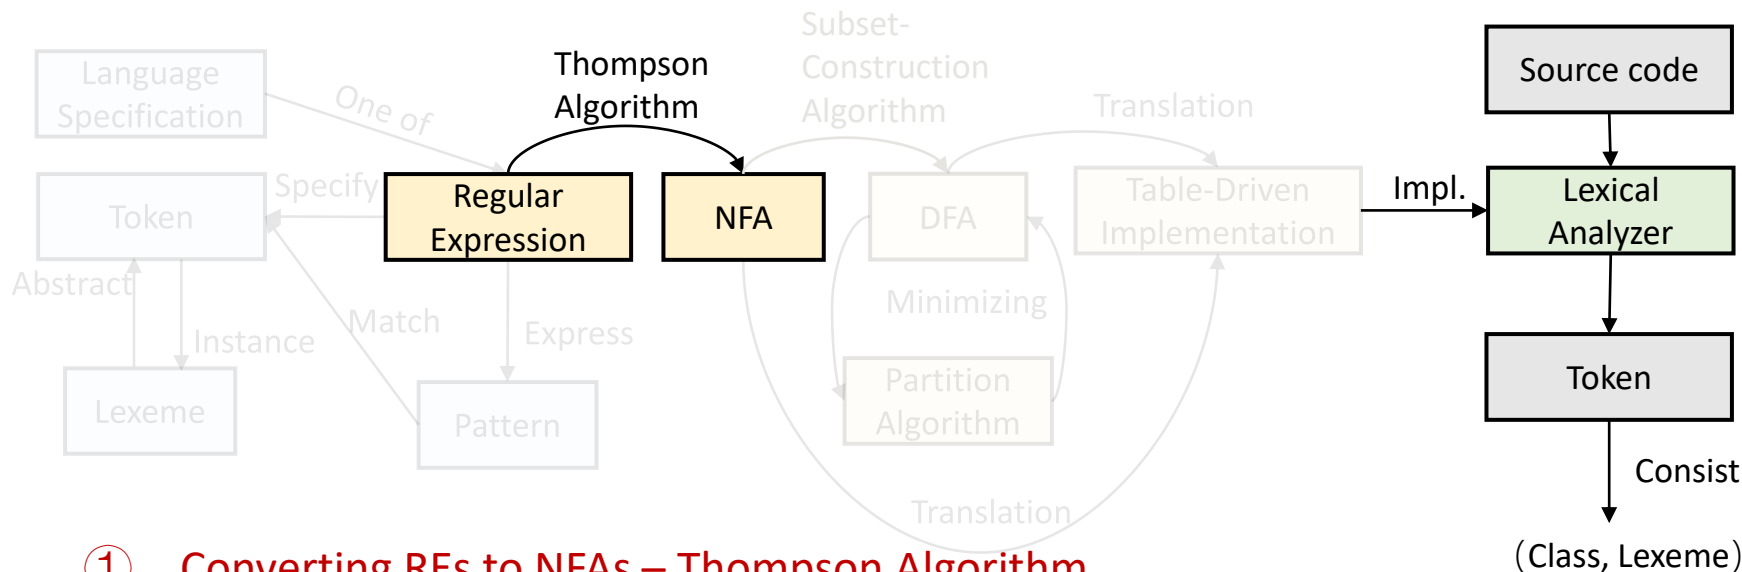 Subset-
Construction
Algorithm
Thompson
Algorithm
Source code
Language
Specification
One of
Translation
Token
Specify
Regular
Expression
NFA
DFA
Table-Driven
Implementation
Impl.
Lexical
Analyzer
Abstract
Instance
Match
Express
Minimizing
Lexeme
Pattern
Partition
Algorithm
Token
Consist
Translation
(Class, Lexeme)
① Converting REs to NFAs – Thompson Algorithm